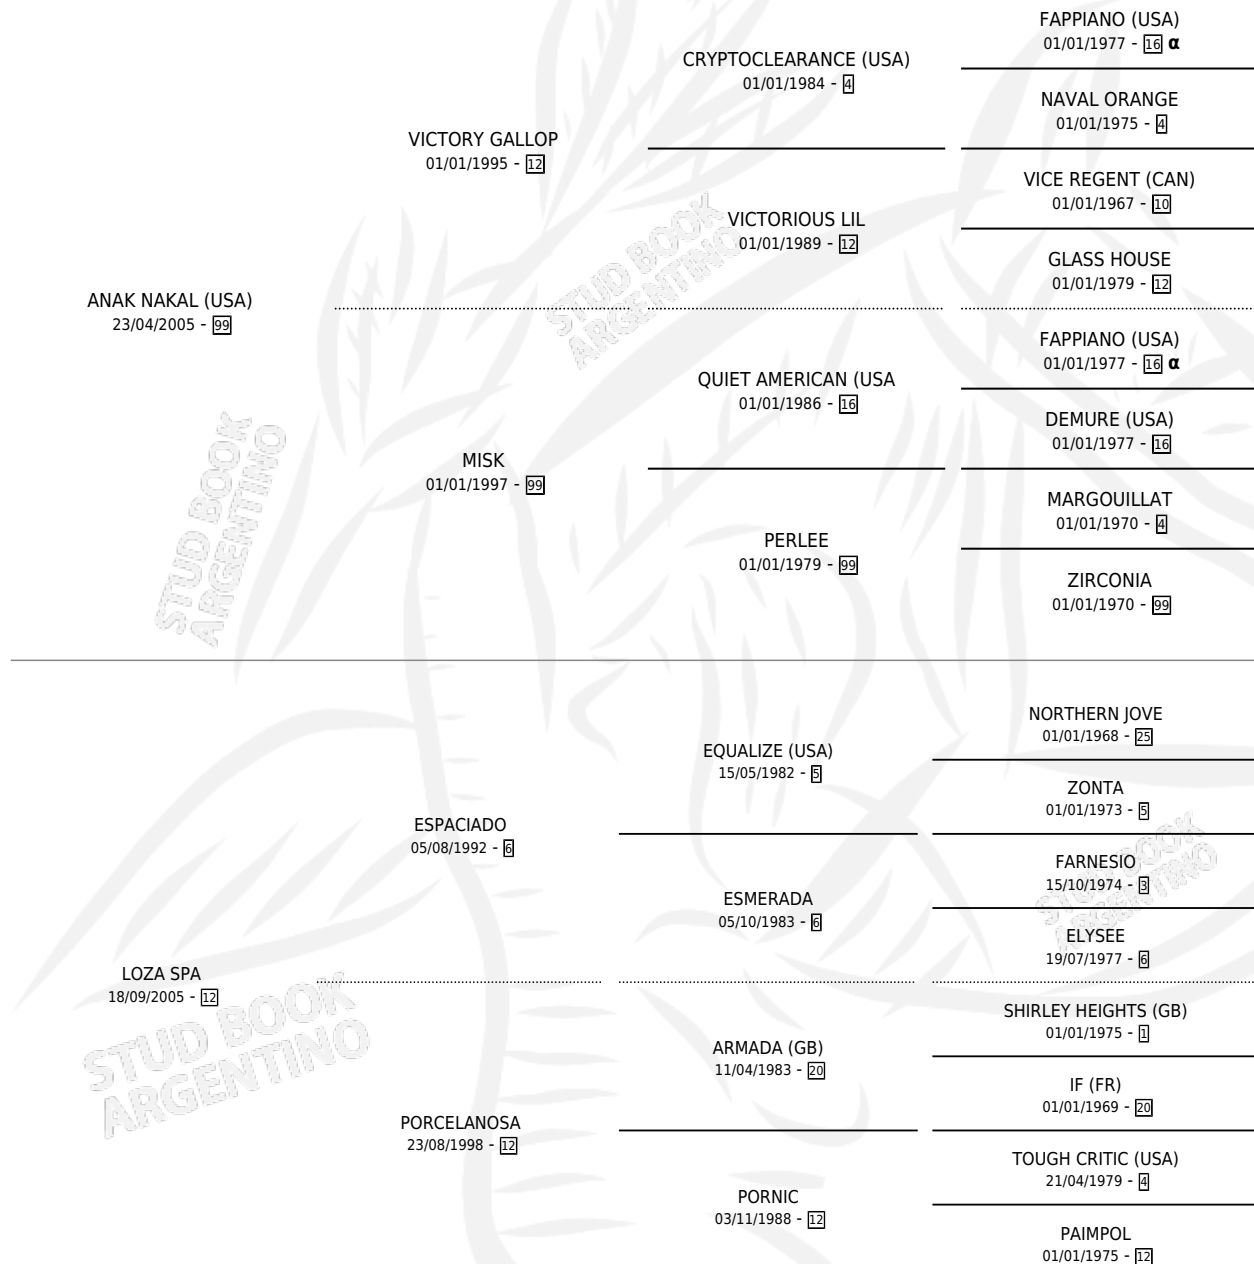 FAPPIANO (USA)
01/01/1977 - 16 α
CRYPTOCLEARANCE (USA)
01/01/1984 - 4
NAVAL ORANGE
01/01/1975 - 4
VICTORY GALLOP
01/01/1995 - 12
VICE REGENT (CAN)
01/01/1967 - 10
VICTORIOUS LIL
01/01/1989 - 12
GLASS HOUSE
01/01/1979 - 12
ANAK NAKAL (USA)
23/04/2005 - 99
FAPPIANO (USA)
01/01/1977 - 16 α
QUIET AMERICAN (USA
01/01/1986 - 16
DEMURE (USA)
01/01/1977 - 16
MISK
01/01/1997 - 99
MARGOUILLAT
01/01/1970 - 4
PERLEE
01/01/1979 - 99
ZIRCONIA
01/01/1970 - 99
NORTHERN JOVE
01/01/1968 - 25
EQUALIZE (USA)
15/05/1982 - 5
ZONTA
01/01/1973 - 5
ESPACIADO
05/08/1992 - 6
FARNESIO
15/10/1974 - 3
ESMERADA
05/10/1983 - 6
ELYSEE
19/07/1977 - 6
LOZA SPA
18/09/2005 - 12
SHIRLEY HEIGHTS (GB)
01/01/1975 - 1
ARMADA (GB)
11/04/1983 - 20
IF (FR)
01/01/1969 - 20
PORCELANOSA
23/08/1998 - 12
TOUGH CRITIC (USA)
21/04/1979 - 4
PORNIC
03/11/1988 - 12
PAIMPOL
01/01/1975 - 12
STUD BOOK
ARGENTINO
STUD BOOK
ARGENTINO
STUD BOOK
ARGENTINO
STUD BOOK
ARGENTINO